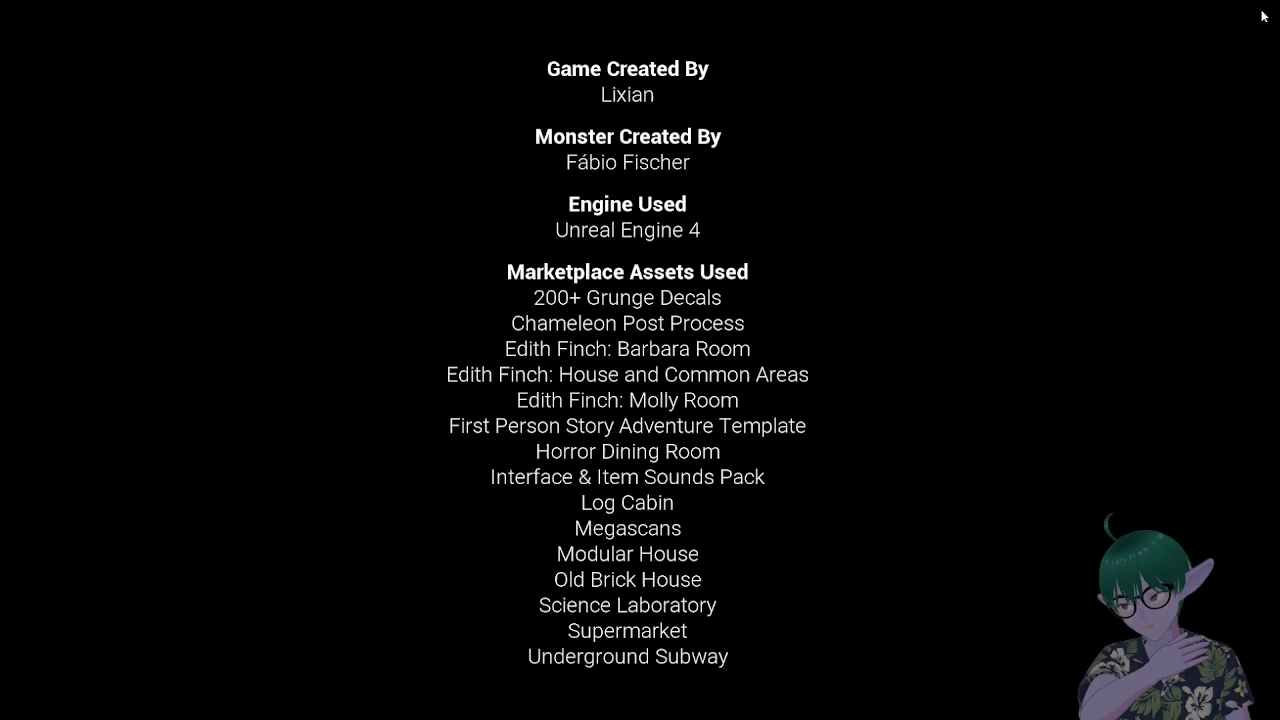 Game Created By
Lixian
Monster Created By
Fábio Fischer
Engine Used
Unreal Engine 4
Marketplace Assets Used
200+ Grunge Decals
Chameleon Post Process
Edith Finch: Barbara Room
Edith Finch: House and Common Areas
Edith Finch: Molly Room
First Person Story Adventure Template
Horror Dining Room
Interface & Item Sounds Pack
Log Cabin
Megascans
Modular House
Old Brick House
Science Laboratory
Supermarket
Underground Subway